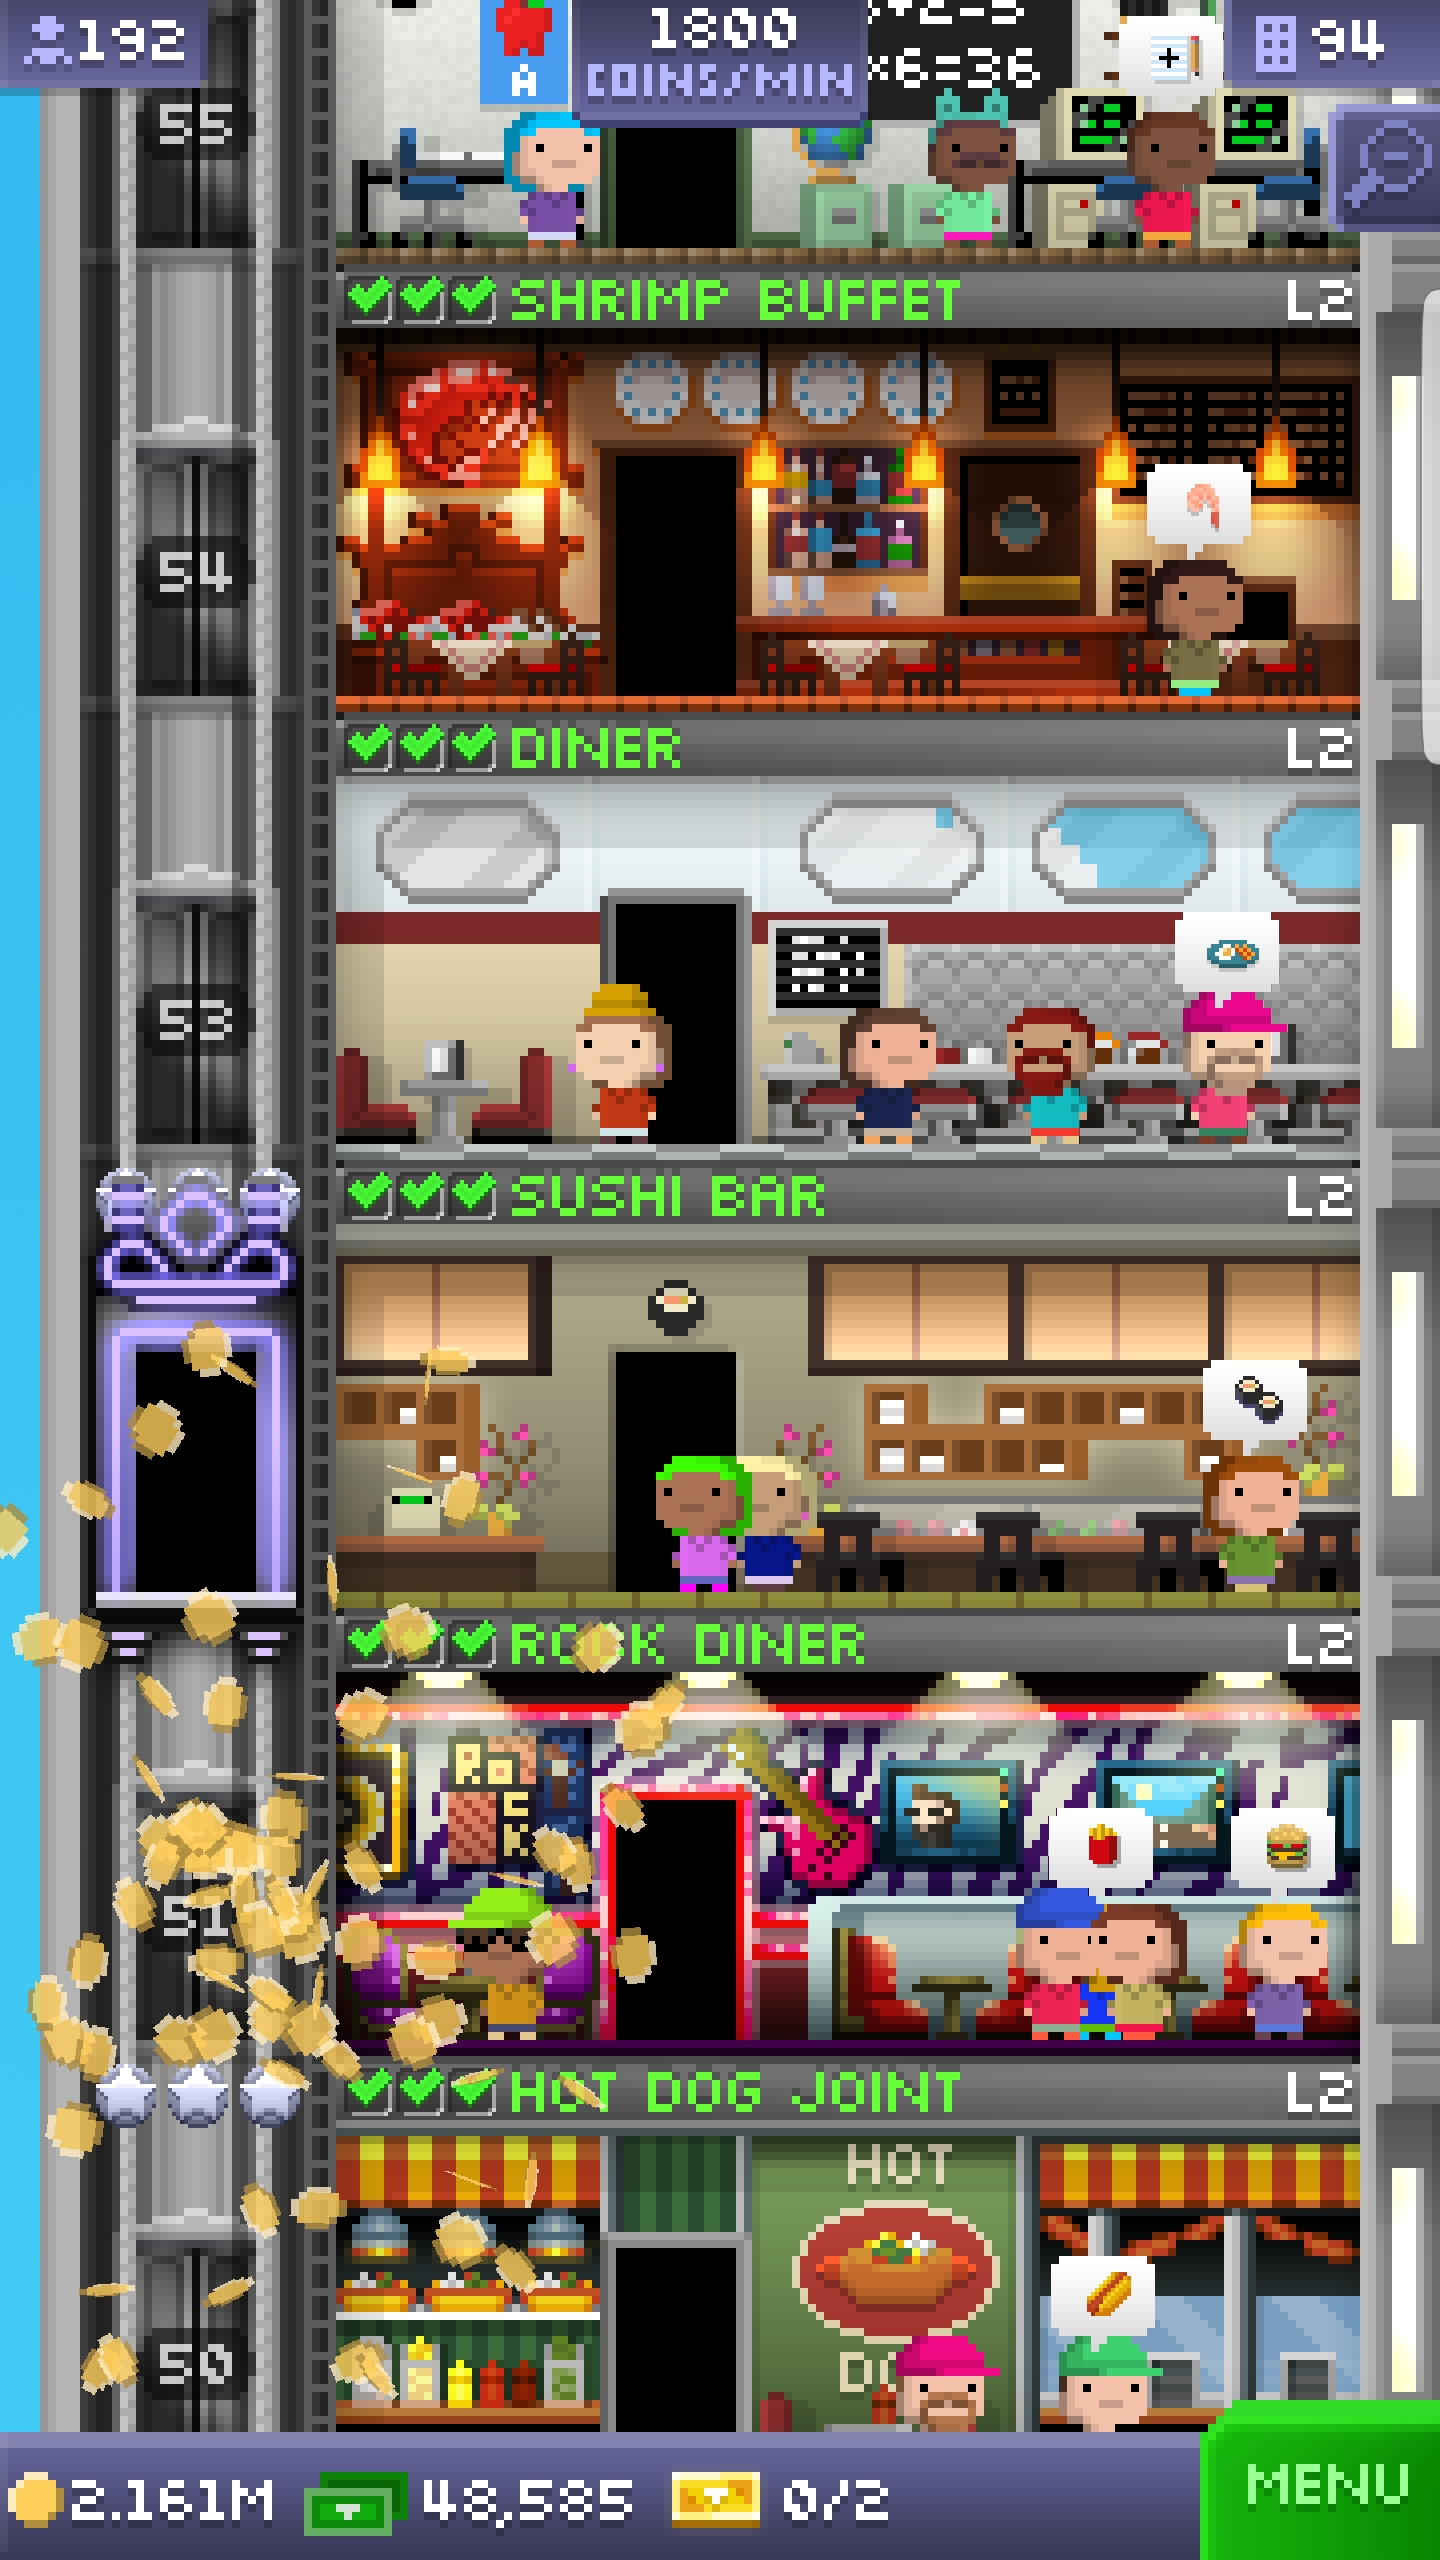 192
A
1800
COINS/MIN
×6=36
94
55
SHRIMP BUFFET L2
54
DINER L2
53
SUSHI BAR L2
ROCK DINER L2
Ro
CK
51
HOT DOG JOINT L2
HOT
50
2.161M 48,585 0/2
MENU